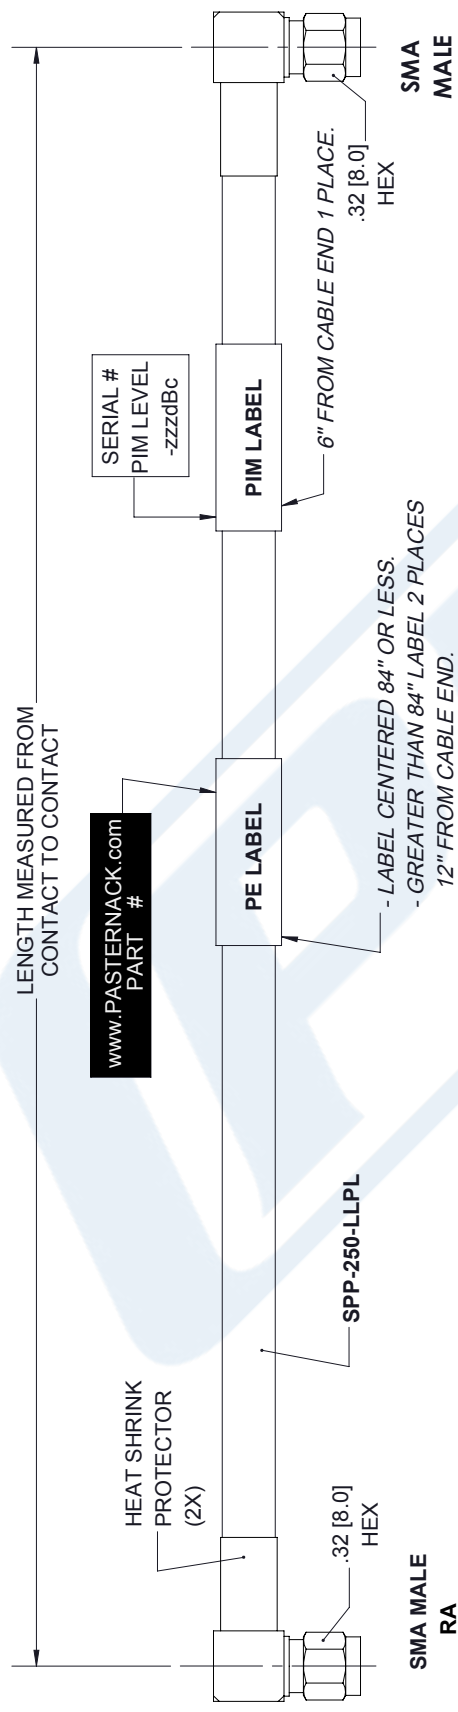 LENGTH MEASURED FROM
CONTACT TO CONTACT
www.PASTERNACK.com
PART #
SERIAL #
PIM LEVEL
-zzzdBc
HEAT SHRINK
PROTECTOR
(2X)
PE LABEL
PIM LABEL
.32 [8.0]
HEX
SPP-250-LLPL
- LABEL CENTERED 84" OR LESS.
- GREATER THAN 84" LABEL 2 PLACES
12" FROM CABLE END.
6" FROM CABLE END 1 PLACE.
.32 [8.0]
HEX
SMA MALE
RA
SMA
MALE